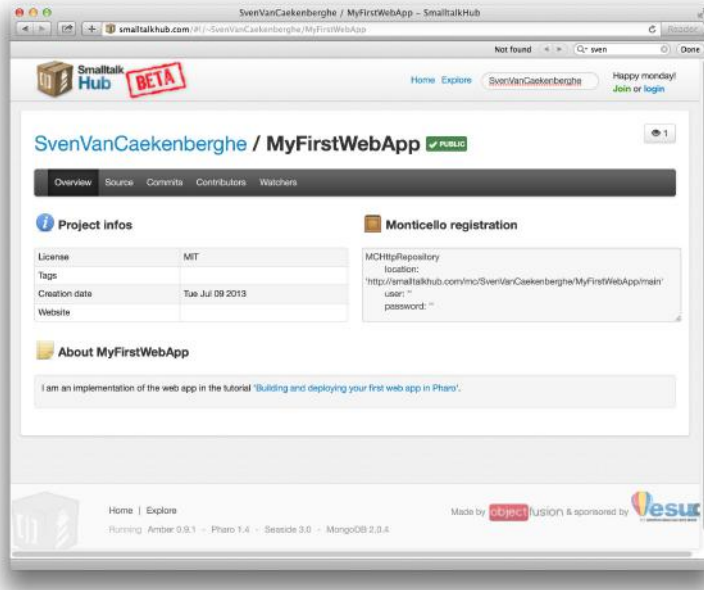 SvenVanCaekenberghe / MyFirstWebApp – SmalltalkHub
smalltalkhub.com/#!/~SvenVanCaekenberghe/MyFirstWebApp
Reader
Not found
sven
Done
Smalltalk
Hub
BETA
Home Explore
SvenVanCaekenberghe
Happy monday!
Join or login
SvenVanCaekenberghe / MyFirstWebApp PUBLIC
1
Overview Source Commits Contributors Watchers
Project infos
License MIT
Tags
Creation date Tue Jul 09 2013
Website
Monticello registration
MCHttpRepository
location:
'http://smalltalkhub.com/mc/SvenVanCaekenberghe/MyFirstWebApp/main'
user: ''
password: ''
About MyFirstWebApp
I am an implementation of the web app in the tutorial 'Building and deploying your first web app in Pharo'.
Home | Explore
Running Amber 0.9.1 - Pharo 1.4 - Seaside 3.0 - MongoDB 2.0.4
Made by objectfusion & sponsored by esug